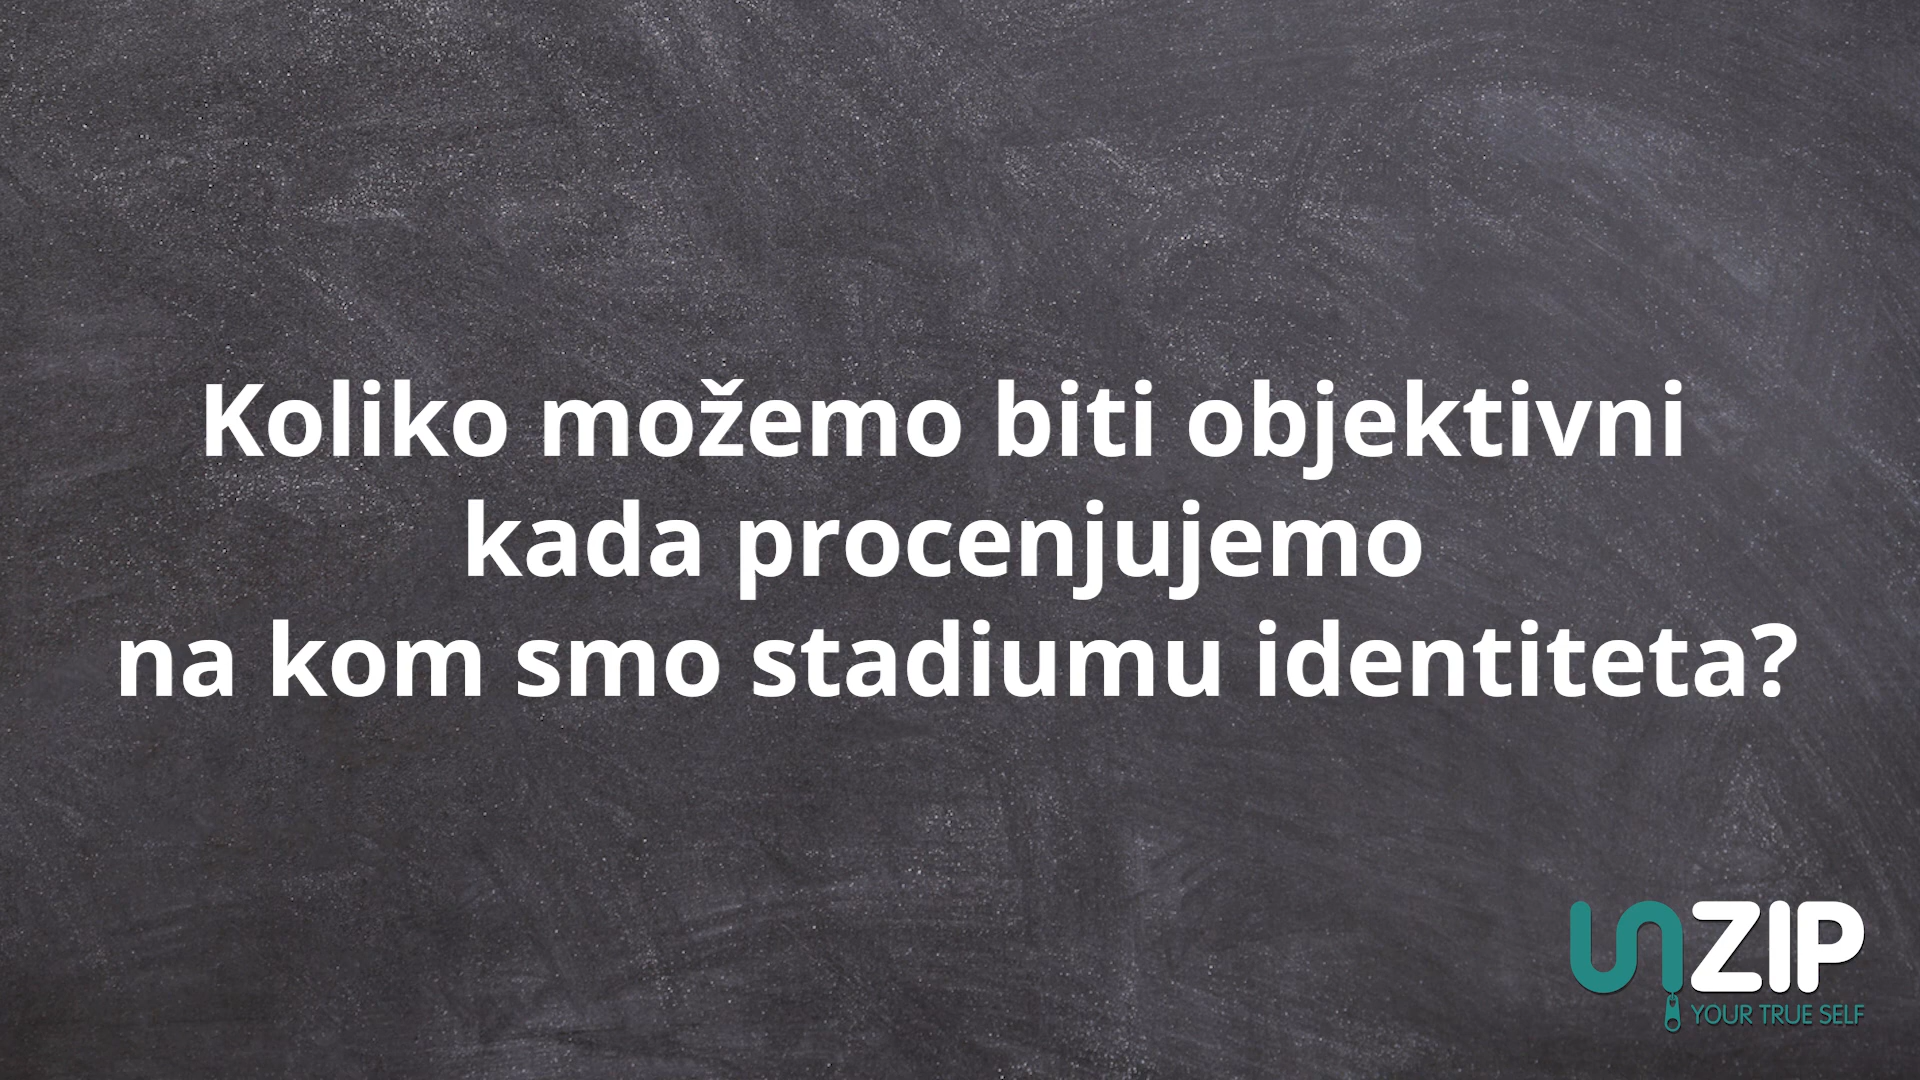 Koliko možemo biti objektivni
kada procenjujemo
na kom smo stadiumu identiteta?
unZIP
YOUR TRUE SELF